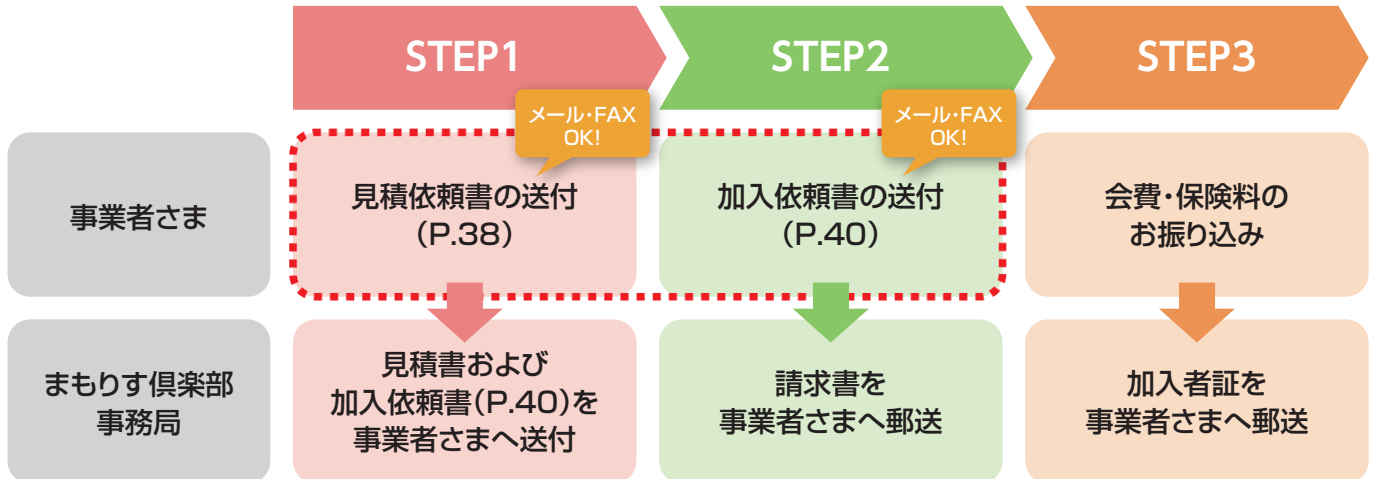 STEP1
STEP2
STEP3
メール・FAX
OK!
メール・FAX
OK!
事業者さま
見積依頼書の送付
(P.38)
加入依頼書の送付
(P.40)
会費・保険料の
お振り込み
まもりす倶楽部
事務局
見積書および
加入依頼書(P.40)を
事業者さまへ送付
請求書を
事業者さまへ郵送
加入者証を
事業者さまへ郵送